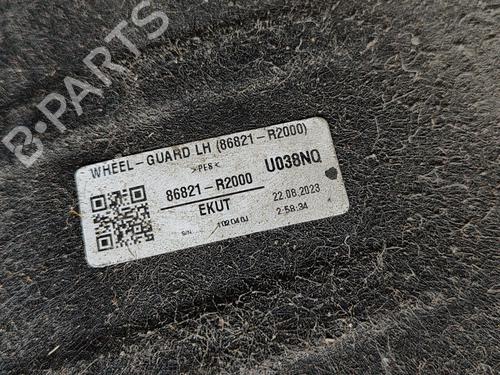 B-PARTS
WHEEL-GUARD LH (86821-R2000)
>PES<
86821-R2000
U038NQ
EKUT
22.08.2023
2:58:34
S/N